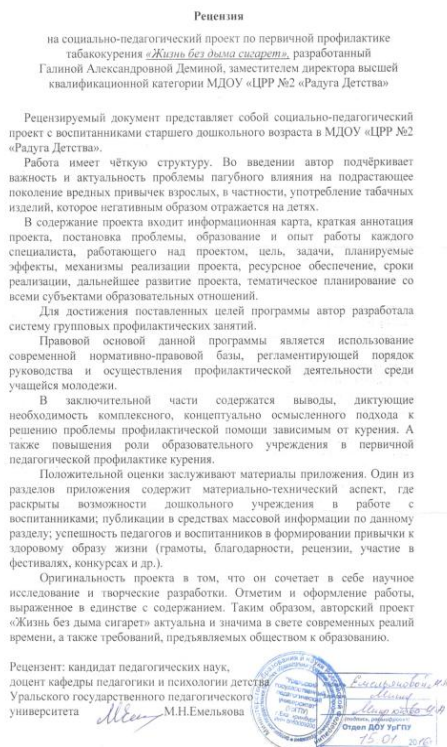 Рецензия
на социально-педагогический проект по первичной профилактике
табакокурения «Жизнь без дыма сигарет», разработанный
Галиной Александровной Деминой, заместителем директора высшей
квалификационной категории МДОУ «ЦРР №2 «Радуга Детства»
Рецензируемый документ представляет собой социально-педагогический
проект с воспитанниками старшего дошкольного возраста в МДОУ «ЦРР №2
«Радуга Детства».
Работа имеет чёткую структуру. Во введении автор подчёркивает
важность и актуальность проблемы пагубного влияния на подрастающее
поколение вредных привычек взрослых, в частности, употребление табачных
изделий, которое негативным образом отражается на детях.
В содержание проекта входит информационная карта, краткая аннотация
проекта, постановка проблемы, образование и опыт работы каждого
специалиста, работающего над проектом, цель, задачи, планируемые
эффекты, механизмы реализации проекта, ресурсное обеспечение, сроки
реализации, дальнейшее развитие проекта, тематическое планирование со
всеми субъектами образовательных отношений.
Для достижения поставленных целей программы автор разработала
систему групповых профилактических занятий.
Правовой основой данной программы является использование
современной нормативно-правовой базы, регламентирующей порядок
руководства и осуществления профилактической деятельности среди
учащейся молодежи.
В заключительной части содержатся выводы, диктующие
необходимость комплексного, концептуально осмысленного подхода к
решению проблемы профилактической помощи зависимым от курения. А
также повышения роли образовательного учреждения в первичной
педагогической профилактике курения.
Положительной оценки заслуживают материалы приложения. Один из
разделов приложения содержит материально-технический аспект, где
раскрыты возможности дошкольного учреждения в работе с
воспитанниками; публикации в средствах массовой информации по данному
разделу; успешность педагогов и воспитанников в формировании привычки к
здоровому образу жизни (грамоты, благодарности, рецензии, участие в
фестивалях, конкурсах и др.).
Оригинальность проекта в том, что он сочетает в себе научное
исследование и творческие разработки. Отметим и оформление работы,
выраженное в единстве с содержанием. Таким образом, авторский проект
«Жизнь без дыма сигарет» актуальна и значима в свете современных реалий
времени, а также требований, предъявляемых обществом к образованию.
Рецензент: кандидат педагогических наук,
доцент кафедры педагогики и психологии детства
Уральского государственного педагогического
университета М.Н.Емельяова
Отдел ДОУ УрГПУ